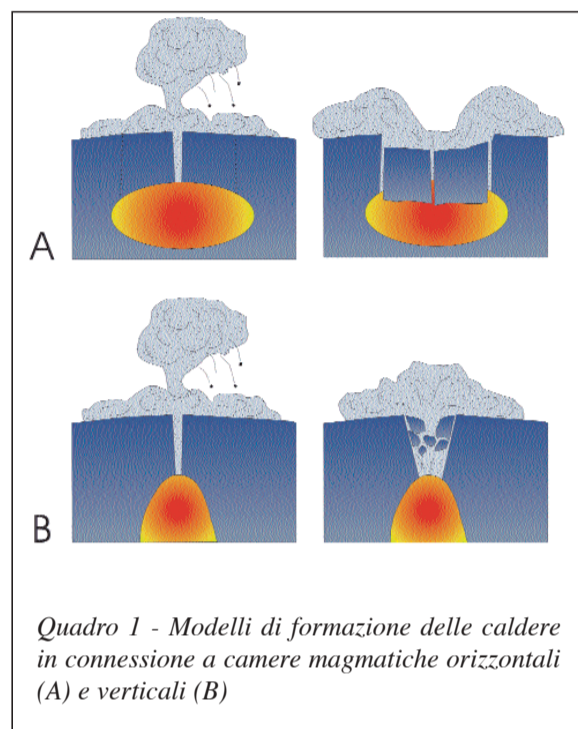 A
B
Quadro 1 - Modelli di formazione delle caldere
in connessione a camere magmatiche orizzontali
(A) e verticali (B)